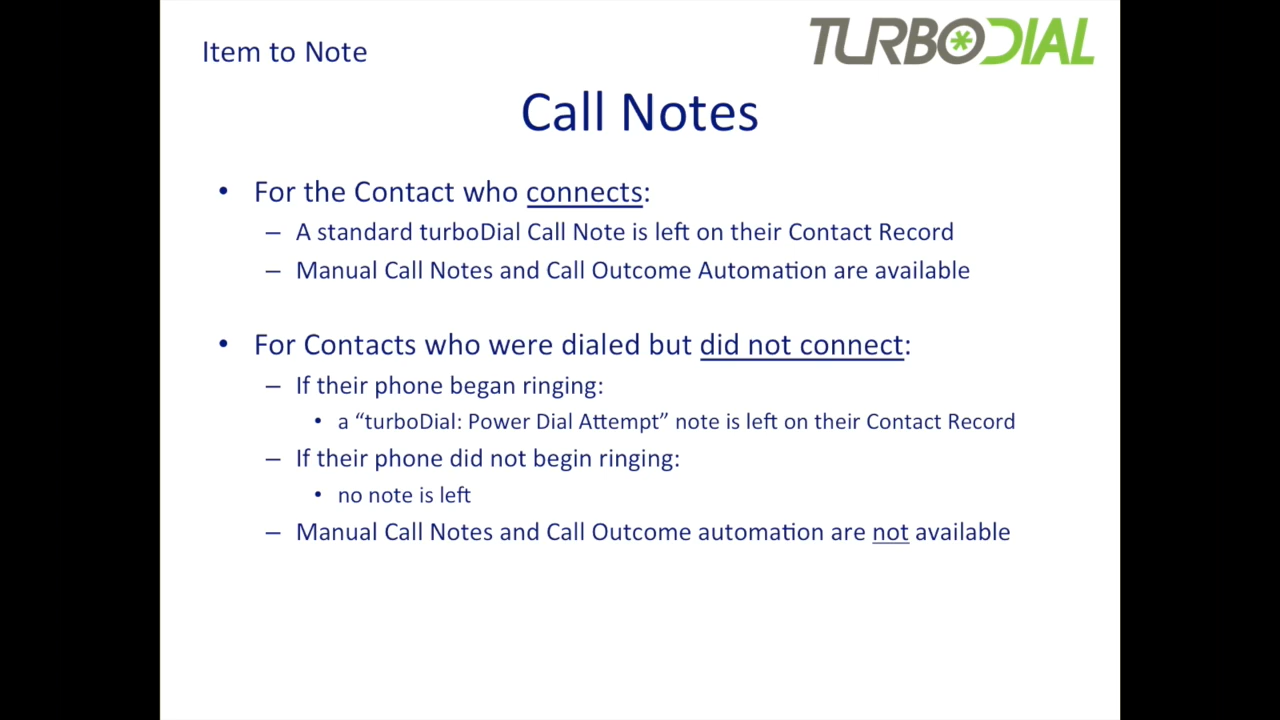 Item to Note
TURBODIAL
Call Notes
• For the Contact who connects:
– A standard turboDial Call Note is left on their Contact Record
– Manual Call Notes and Call Outcome Automation are available
• For Contacts who were dialed but did not connect:
– If their phone began ringing:
• a “turboDial: Power Dial Attempt” note is left on their Contact Record
– If their phone did not begin ringing:
• no note is left
– Manual Call Notes and Call Outcome automation are not available